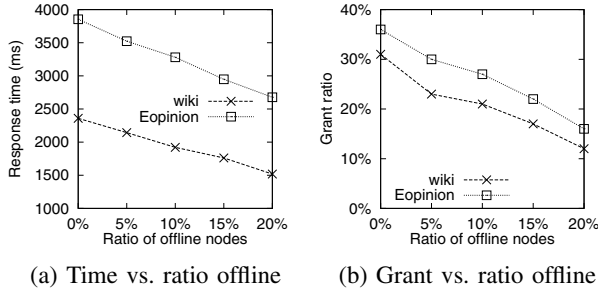 4000
3500
3000
2500
2000
1500
1000
Response time (ms)
wiki
Eopinion
0% 5% 10% 15% 20%
Ratio of offline nodes
(a) Time vs. ratio offline
40%
30%
20%
10%
0%
Grant ratio
wiki
Eopinion
0% 5% 10% 15% 20%
Ratio of offline nodes
(b) Grant vs. ratio offline